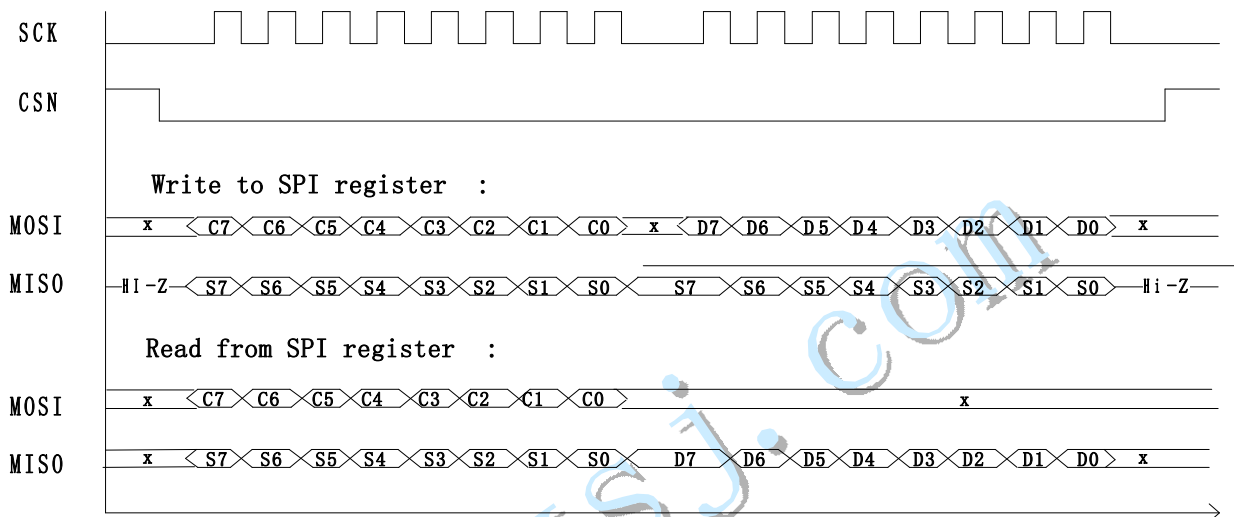 SCK
CSN
Write to SPI register :
MOSI x C7 C6 C5 C4 C3 C2 C1 C0 x D7 D6 D5 D4 D3 D2 D1 D0 x
MISO HI-Z S7 S6 S5 S4 S3 S2 S1 S0 S7 S6 S5 S4 S3 S2 S1 S0 Hi-Z
Read from SPI register :
MOSI x C7 C6 C5 C4 C3 C2 C1 C0 x
MISO x S7 S6 S5 S4 S3 S2 S1 S0 D7 D6 D5 D4 D3 D2 D1 D0 x
sj.com